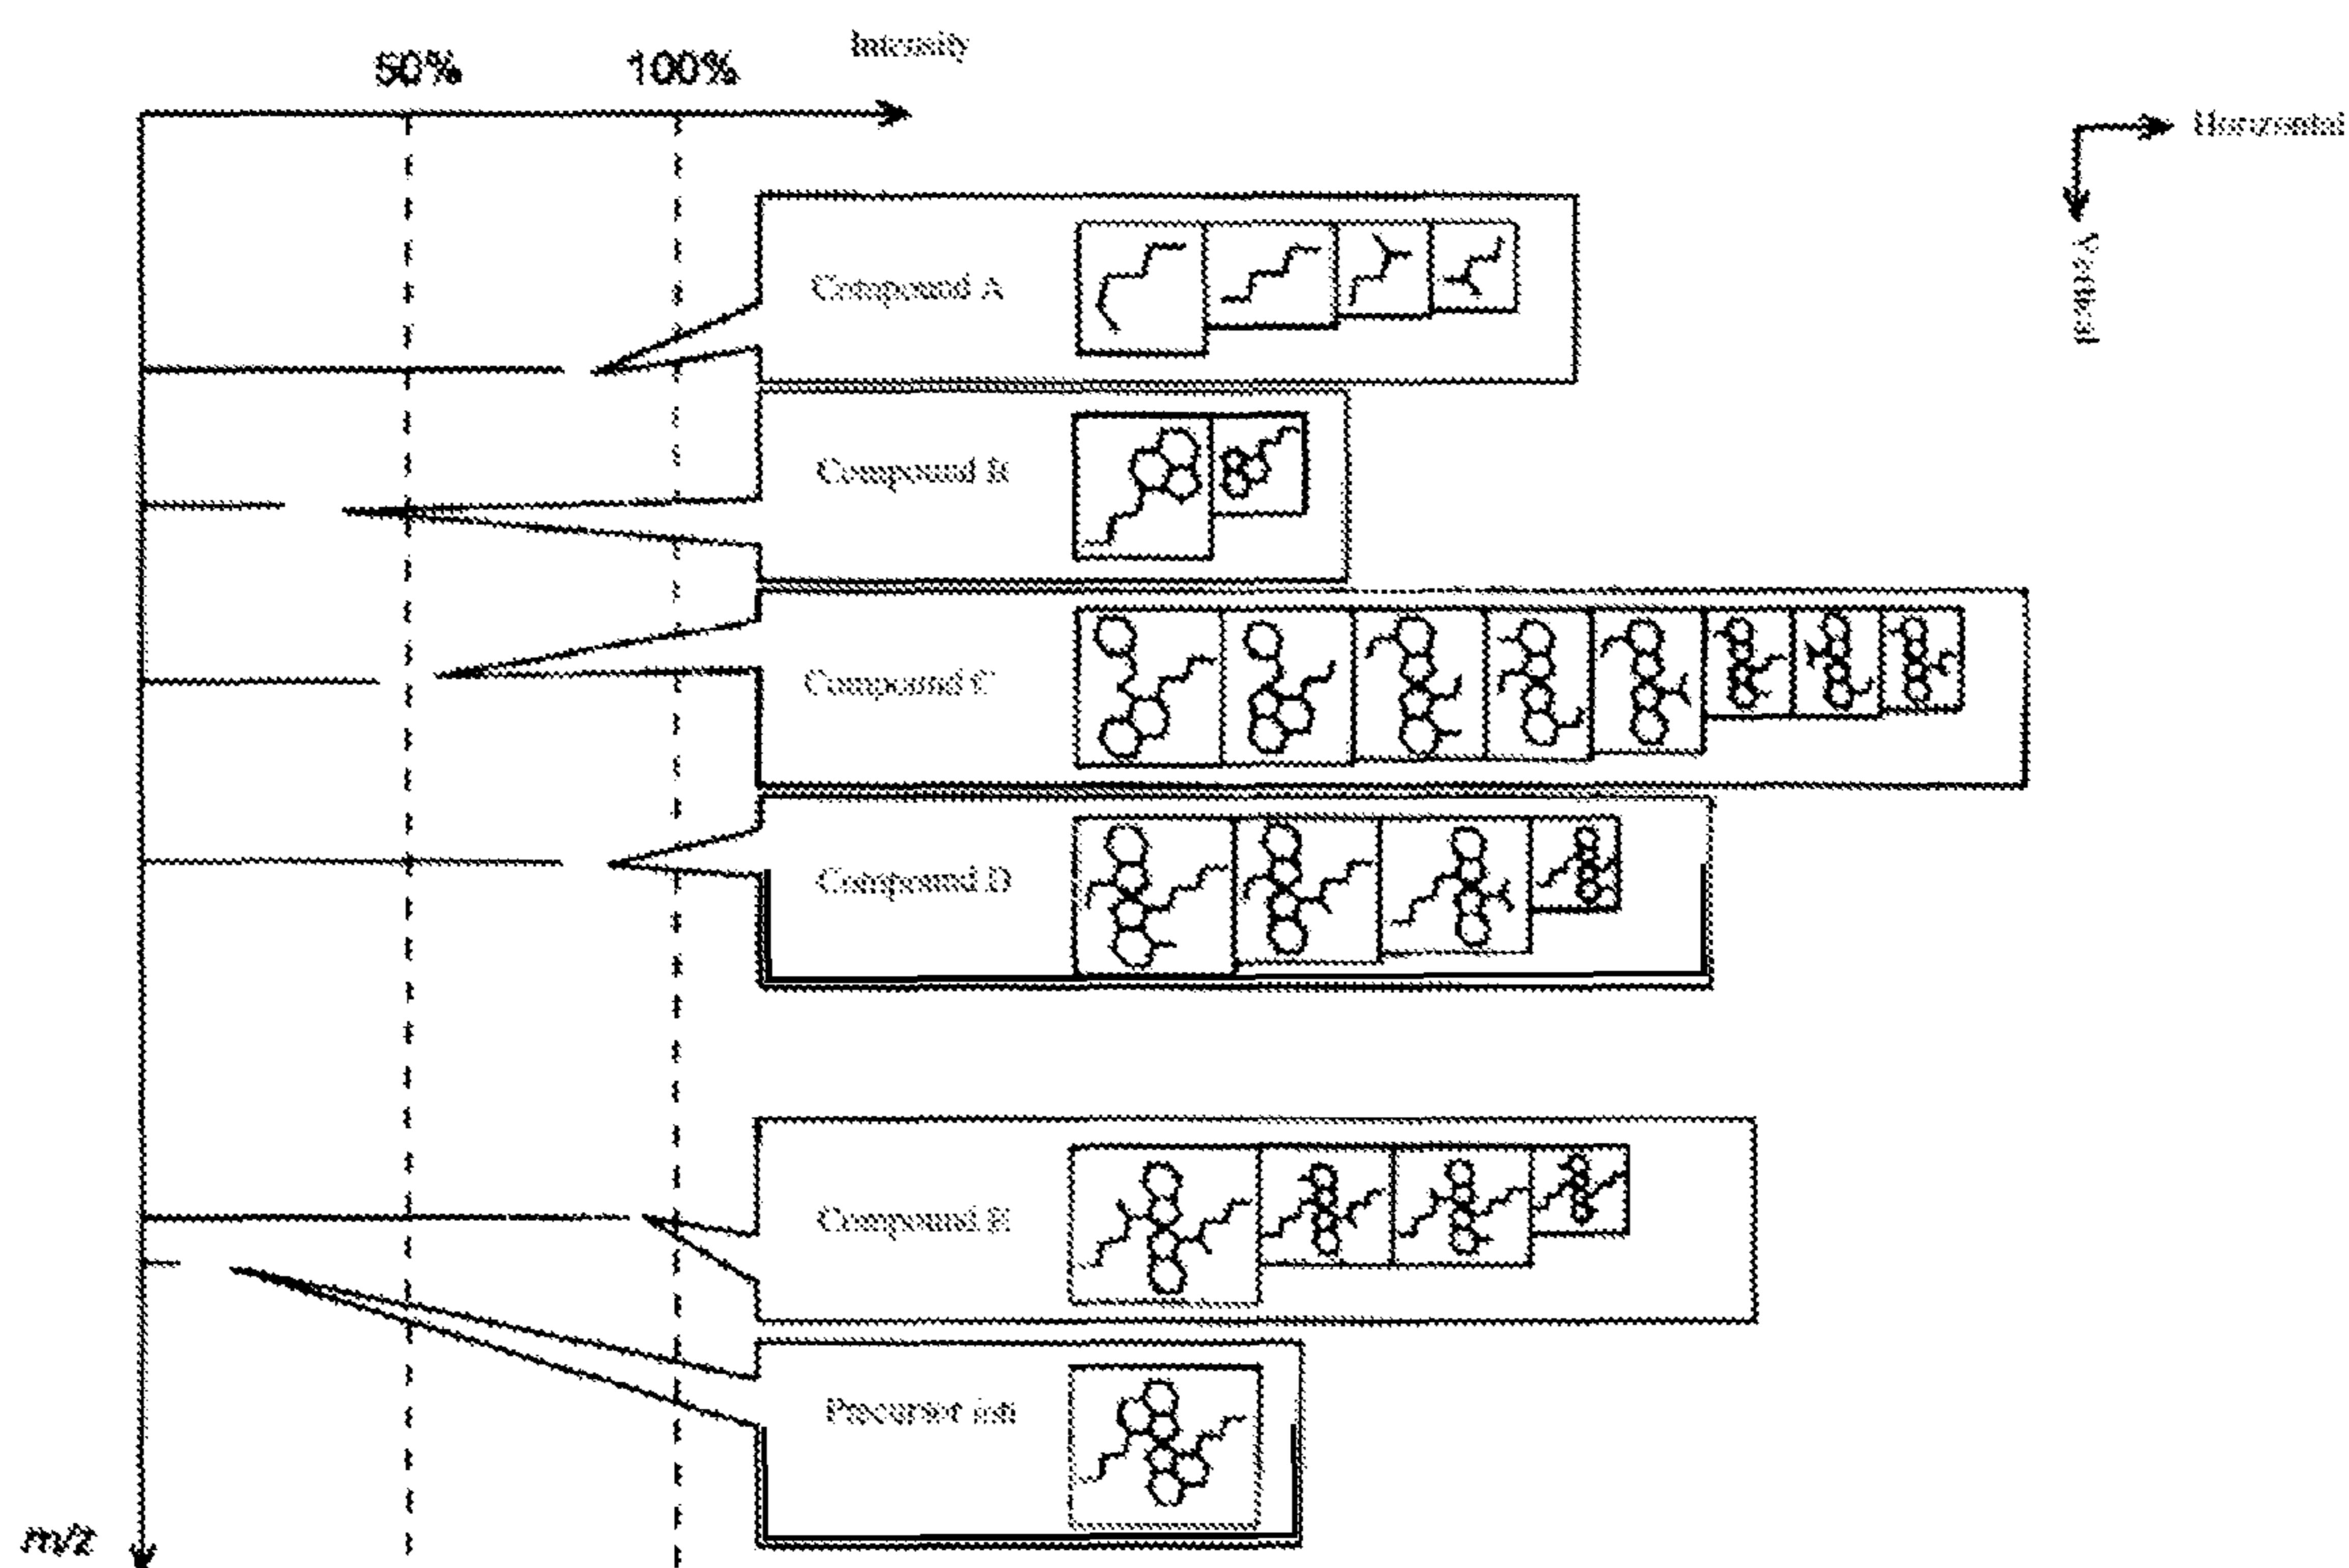 Intensity
50%
100%
Horizontal
Vertical
Compound A
Compound B
Compound C
Compound D
Compound E
Precursor ion
m/z